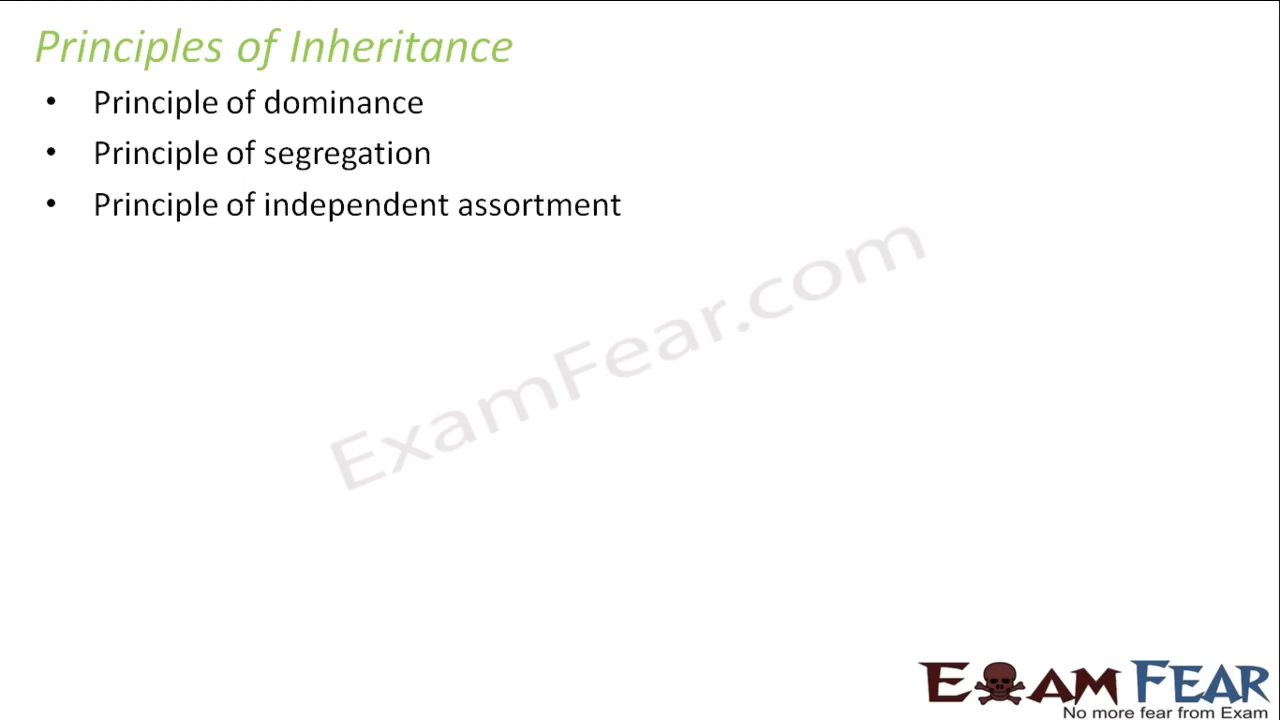 Principles of Inheritance
• Principle of dominance
• Principle of segregation
• Principle of independent assortment
ExamFear.com
EXAM FEAR
No more fear from Exam